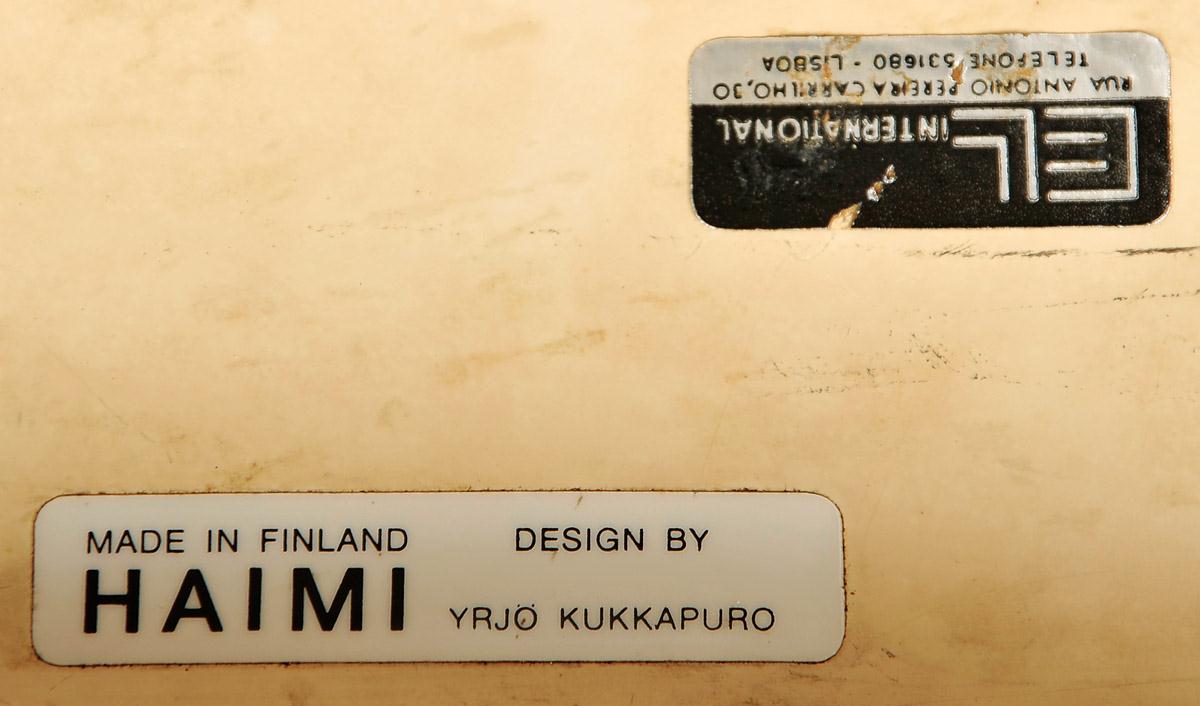 EL INTERNATIONAL
RUA ANTONIO PEREIRA CARRILHO,30
TELEFONE 531680 - LISBOA
MADE IN FINLAND
HAIMI
DESIGN BY
YRJÖ KUKKAPURO